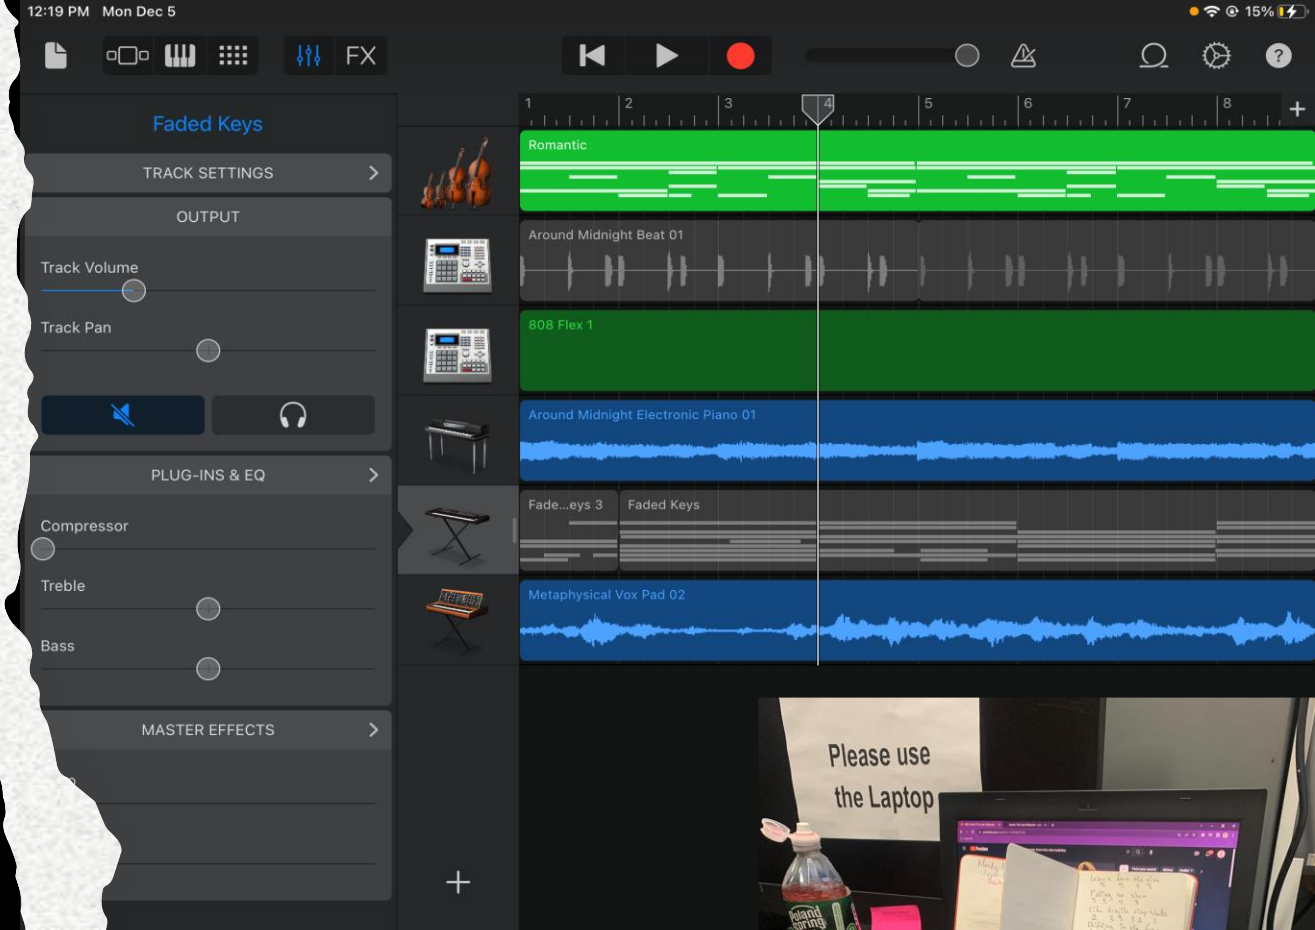 12:19 PM Mon Dec 5
15%
FX
?
Faded Keys
TRACK SETTINGS
OUTPUT
Track Volume
Track Pan
PLUG-INS & EQ
Compressor
Treble
Bass
MASTER EFFECTS
1 2 3 4 5 6 7 8 +
Romantic
Around Midnight Beat 01
808 Flex 1
Around Midnight Electronic Piano 01
Fade...eys 3 Faded Keys
Metaphysical Vox Pad 02
Please use
the Laptop
Poland
Spring